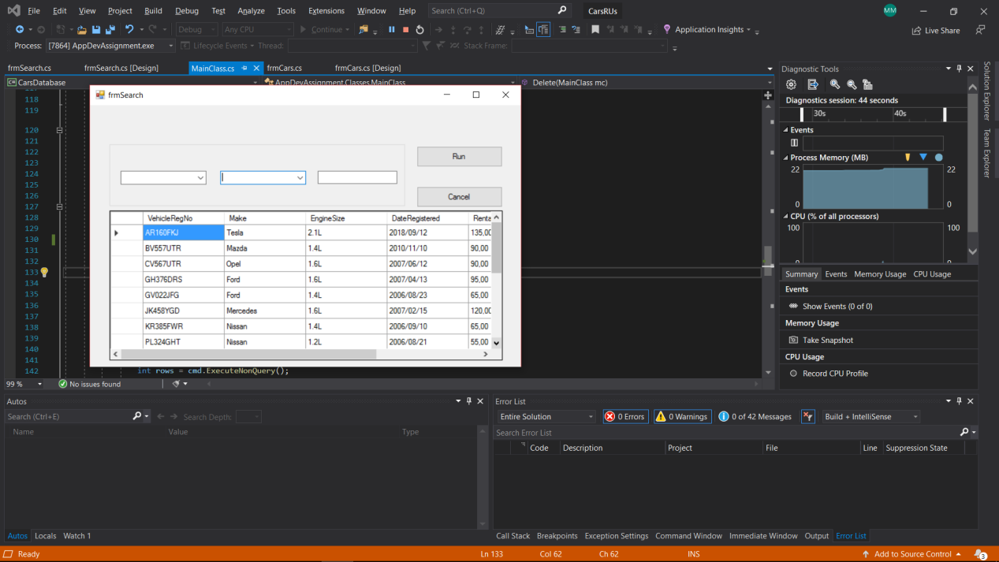 File Edit View Project Build Debug Test Analyze Tools Extensions Window Help Search (Ctrl+Q) CarsRUs MM
Debug Any CPU Continue Application Insights Live Share
Process: [7864] AppDevAssignment.exe Lifecycle Events Thread: Stack Frame:
frmSearch.cs frmSearch.cs [Design] MainClass.cs frmCars.cs frmCars.cs [Design]
CarsDatabase AppDevAssignment.Classes.MainClass Delete(MainClass mc)
118
119
120
121
122
123
124
125
126
127
128
129
130
131
132
133
134
135
136
137
138
139
140
141
142 int rows = cmd.ExecuteNonQuery();
frmSearch
Run
Cancel
VehicleRegNo Make EngineSize DateRegistered Renta
AR160FKJ Tesla 2.1L 2018/09/12 135,00
BV557UTR Mazda 1.4L 2010/11/10 90,00
CV567UTR Opel 1.6L 2007/06/12 90,00
GH376DRS Ford 1.6L 2007/04/13 95,00
GV022JFG Ford 1.4L 2006/08/23 65,00
JK458YGD Mercedes 1.6L 2007/02/15 120,00
KR385FWR Nissan 1.4L 2006/09/10 65,00
PL324GHT Nissan 1.2L 2006/08/21 55,00
99 % No issues found
Diagnostic Tools
Diagnostics session: 44 seconds
30s 40s
Events
Process Memory (MB)
22 22
0 0
CPU (% of all processors)
100 100
0 0
Summary Events Memory Usage CPU Usage
Events
Show Events (0 of 0)
Memory Usage
Take Snapshot
CPU Usage
Record CPU Profile
Solution Explorer
Team Explorer
Autos
Search (Ctrl+E) Search Depth:
Name Value Type
Autos Locals Watch 1
Error List
Entire Solution 0 Errors 0 Warnings 0 of 42 Messages Build + IntelliSense
Search Error List
Code Description Project File Line Suppression State
Call Stack Breakpoints Exception Settings Command Window Immediate Window Output Error List
Ready Ln 133 Col 62 Ch 62 INS Add to Source Control 3